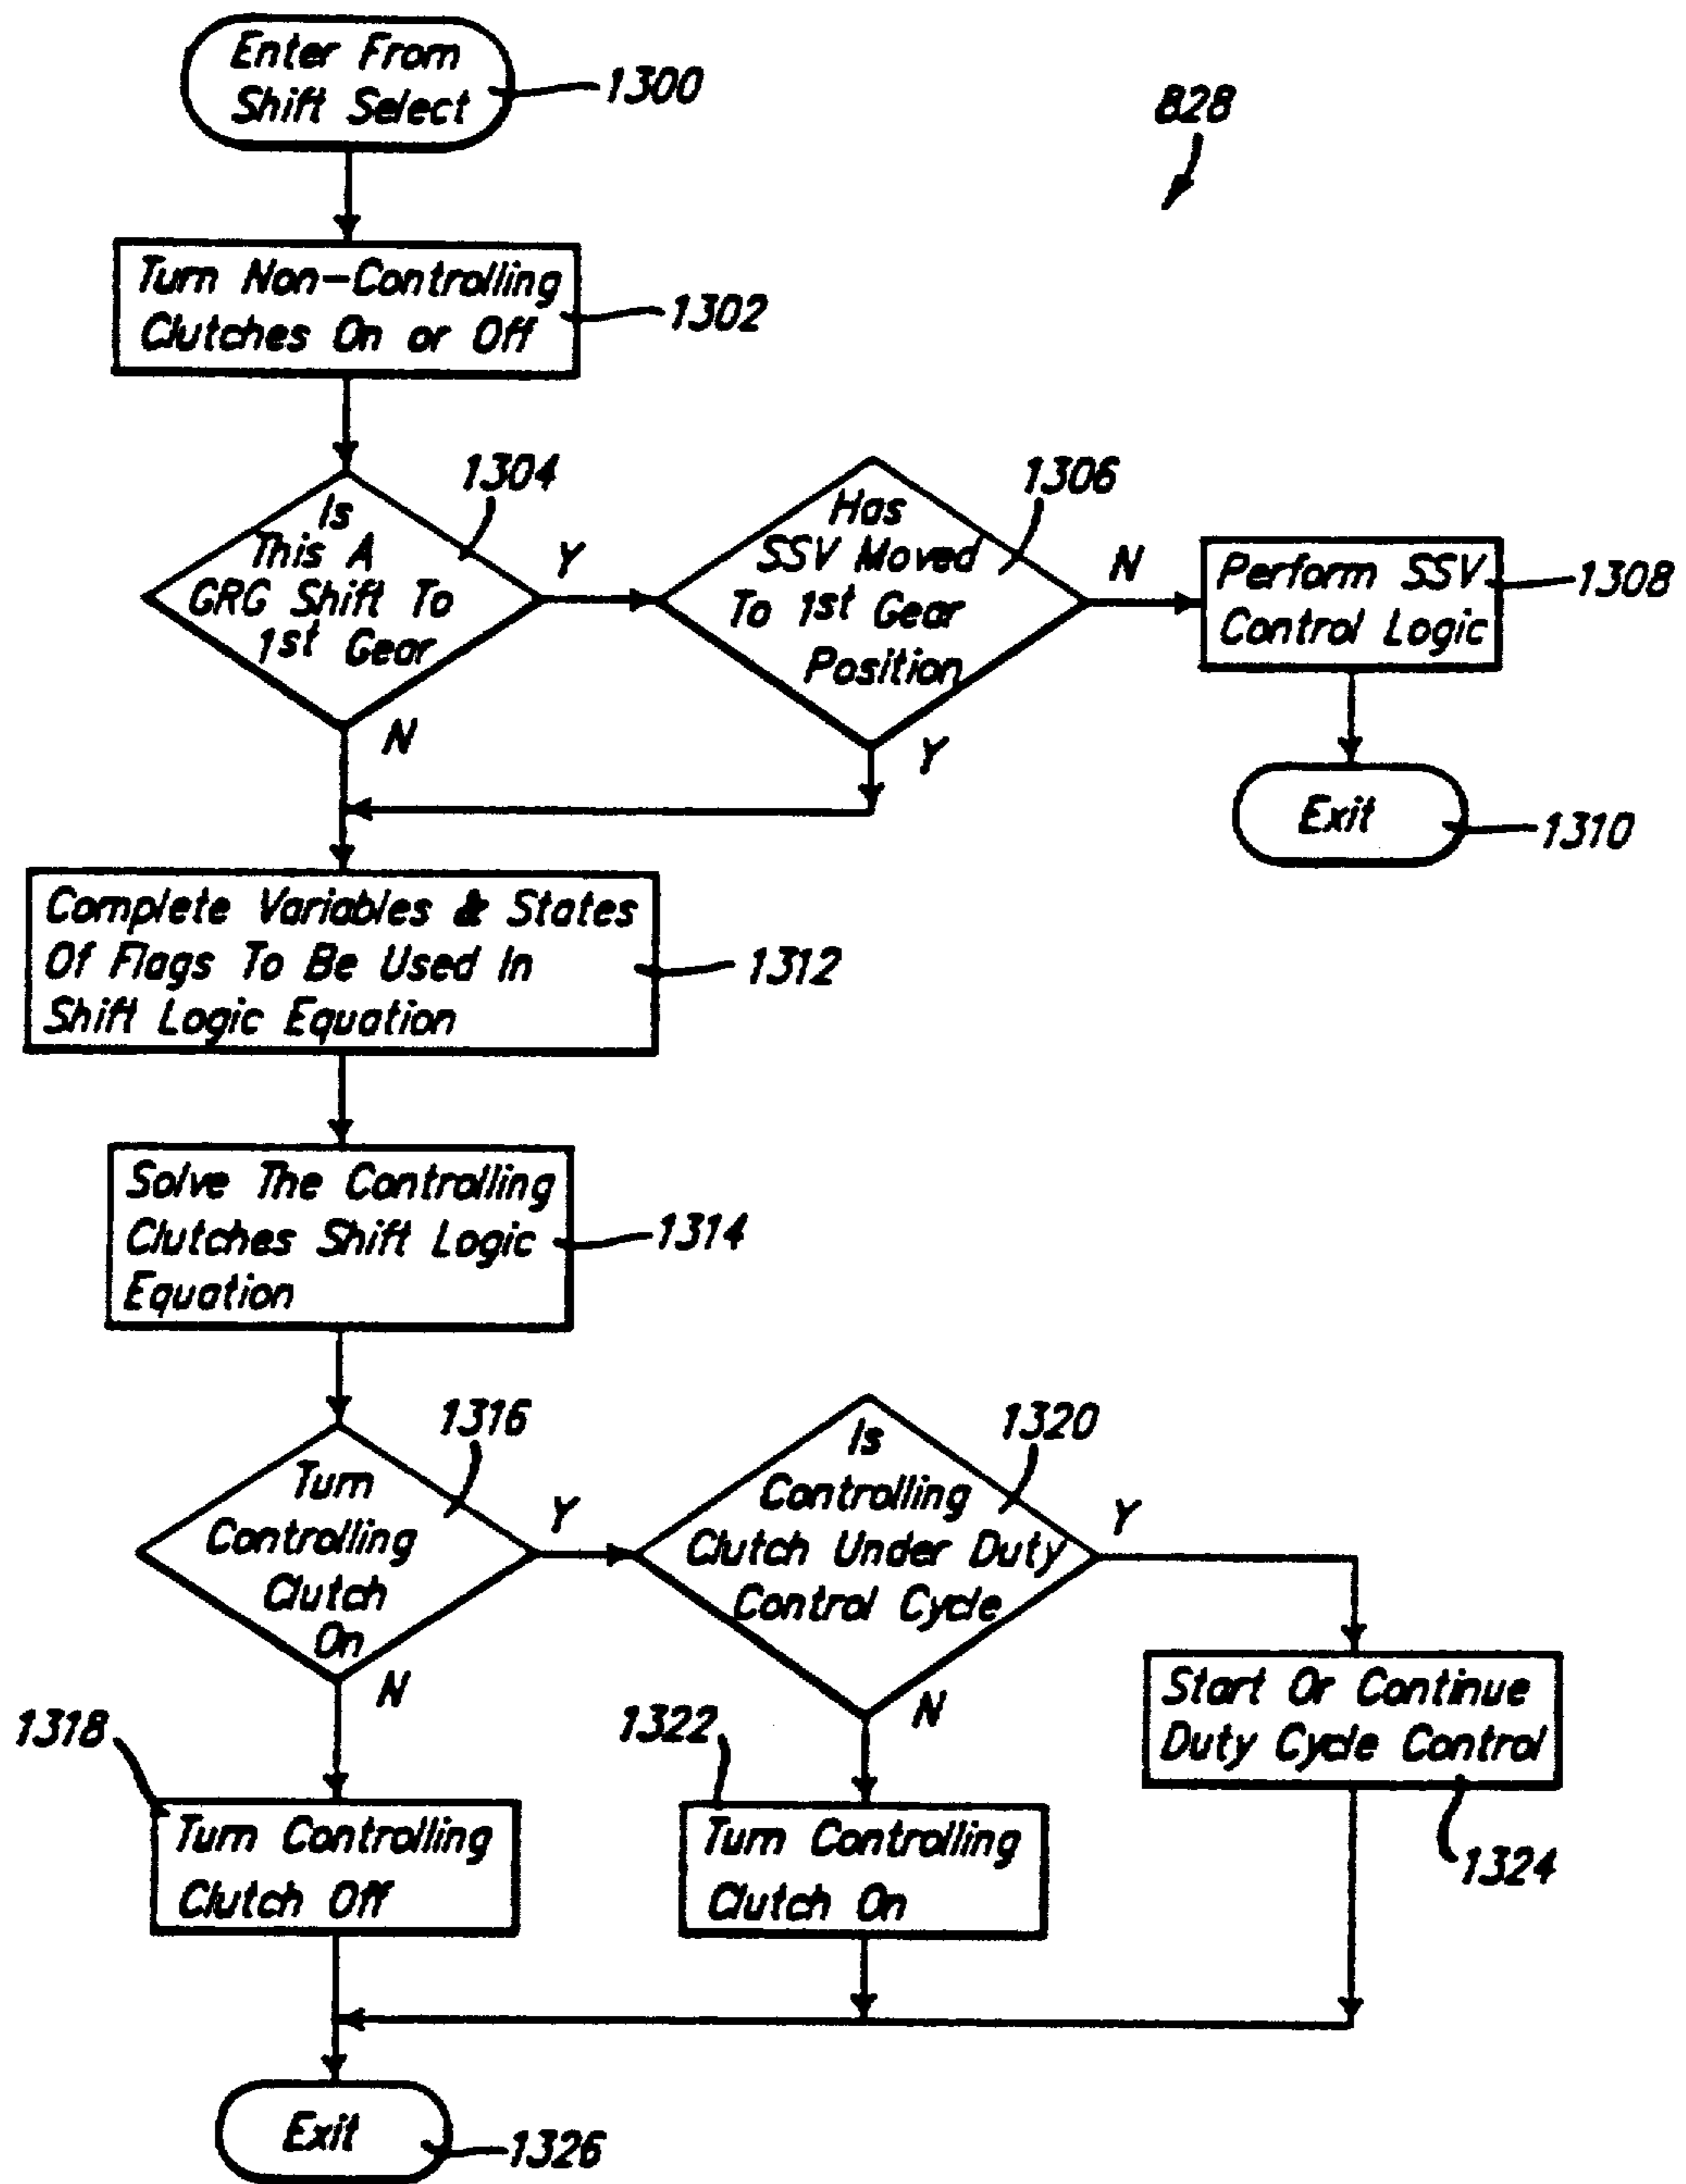 Enter From
Shift Select
1300
828
Turn Non-Controlling
Clutches On or Off
1302
1304
Is
This A
GRG Shift To
1st Gear
Y
N
1306
Has
SSV Moved
To 1st Gear
Position
N
Y
Perform SSV
Control Logic
1308
Exit
1310
Complete Variables & States
Of Flags To Be Used In
Shift Logic Equation
1312
Solve The Controlling
Clutches Shift Logic
Equation
1314
1316
Turn
Controlling
Clutch
On
Y
N
1320
Is
Controlling
Clutch Under Duty
Control Cycle
Y
N
1318
Turn Controlling
Clutch Off
1322
Turn Controlling
Clutch On
Start Or Continue
Duty Cycle Control
1324
Exit
1326